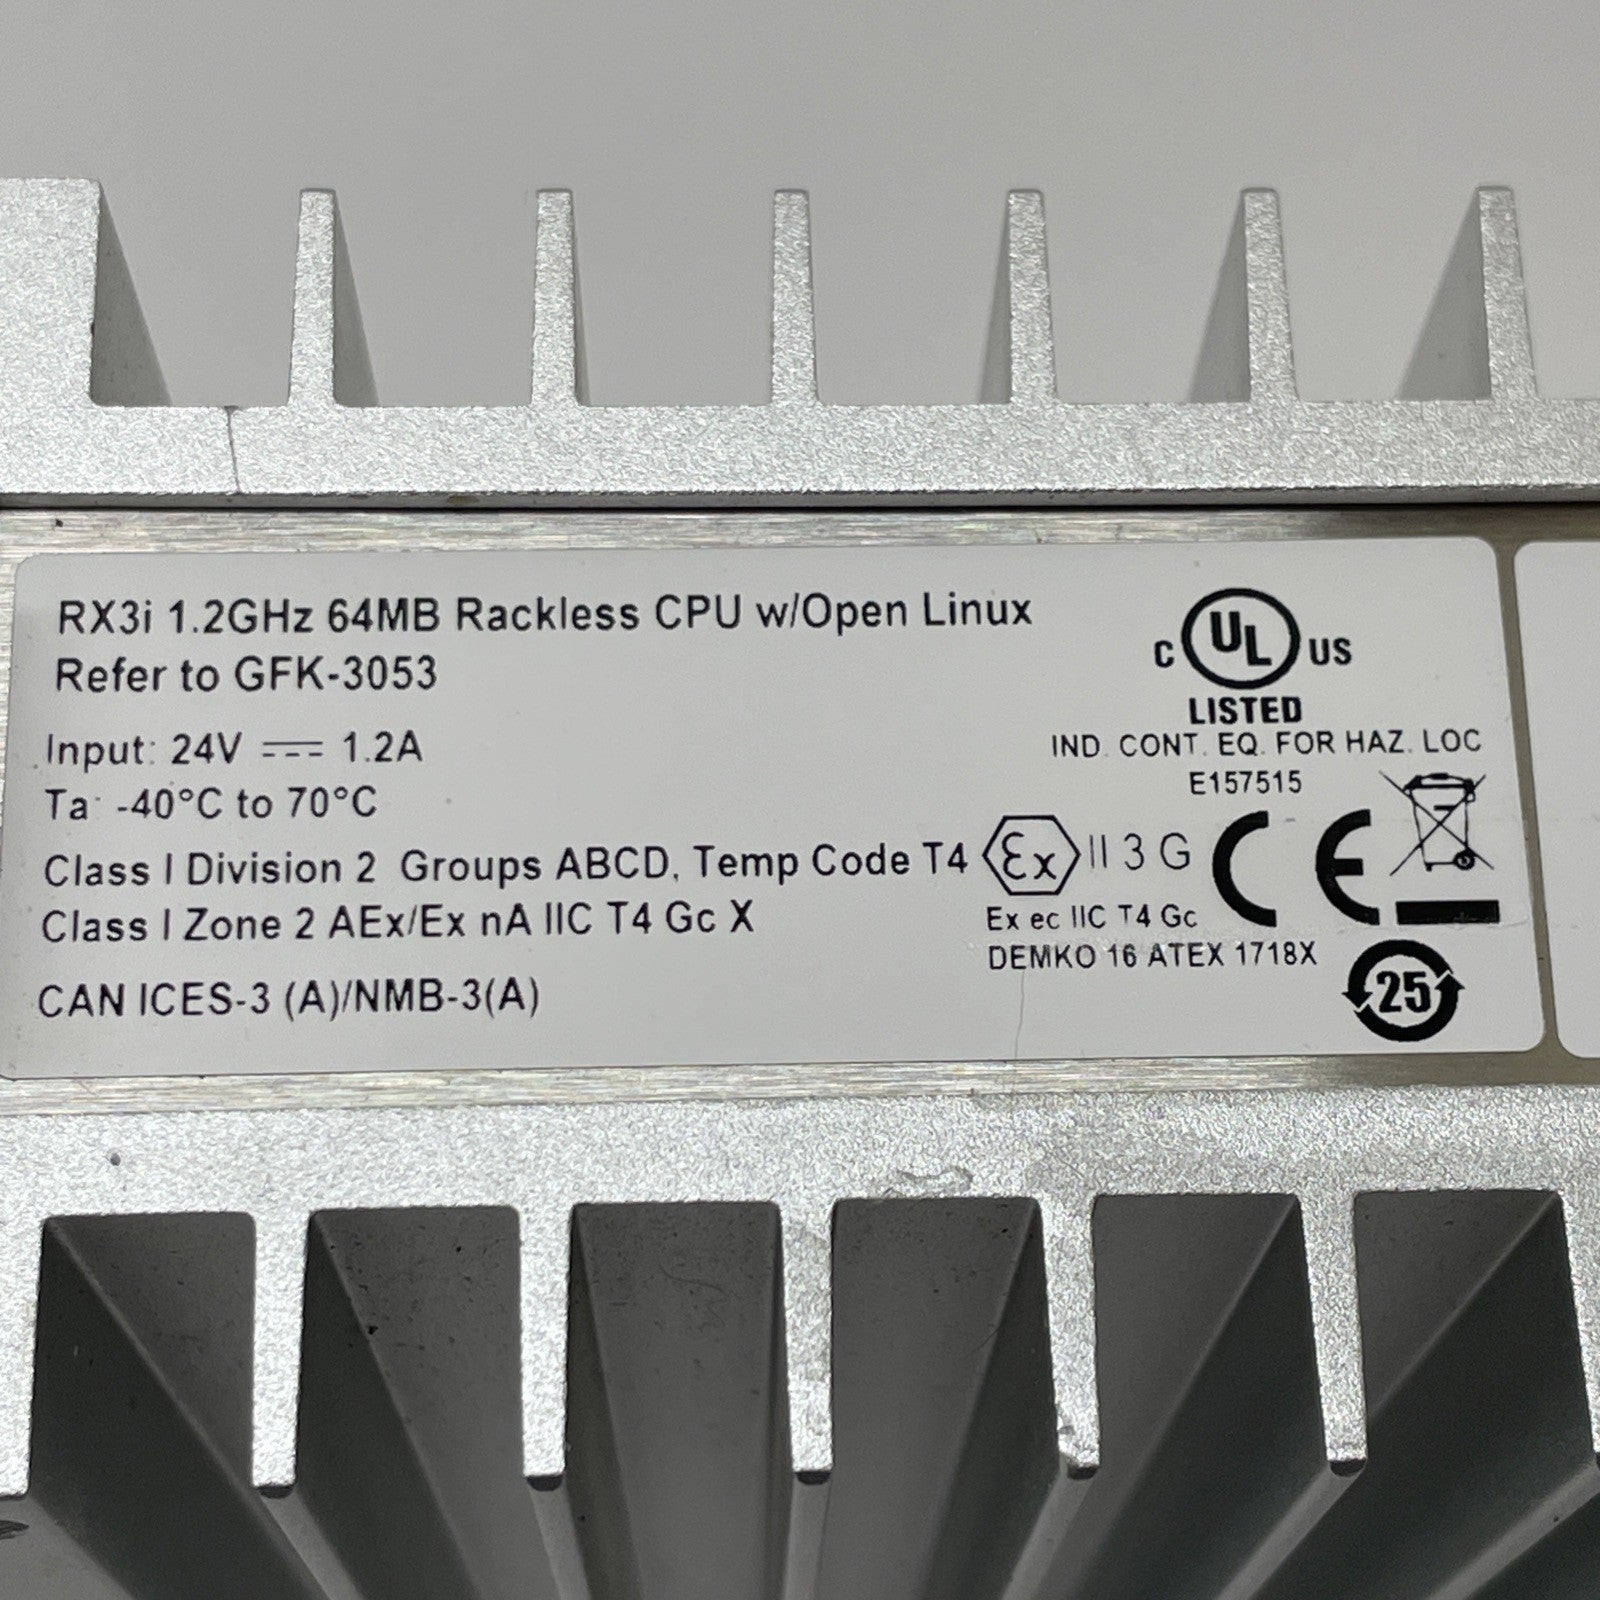 RX3i 1.2GHz 64MB Rackless CPU w/Open Linux
Refer to GFK-3053
Input: 24V 1.2A
Ta: -40°C to 70°C
Class I Division 2 Groups ABCD, Temp Code T4
Class I Zone 2 AEx/Ex nA IIC T4 Gc X
CAN ICES-3 (A)/NMB-3(A)
C UL US
LISTED
IND. CONT. EQ. FOR HAZ. LOC
E157515
Ex II 3 G CE
Ex ec IIC T4 Gc
DEMKO 16 ATEX 1718X
25